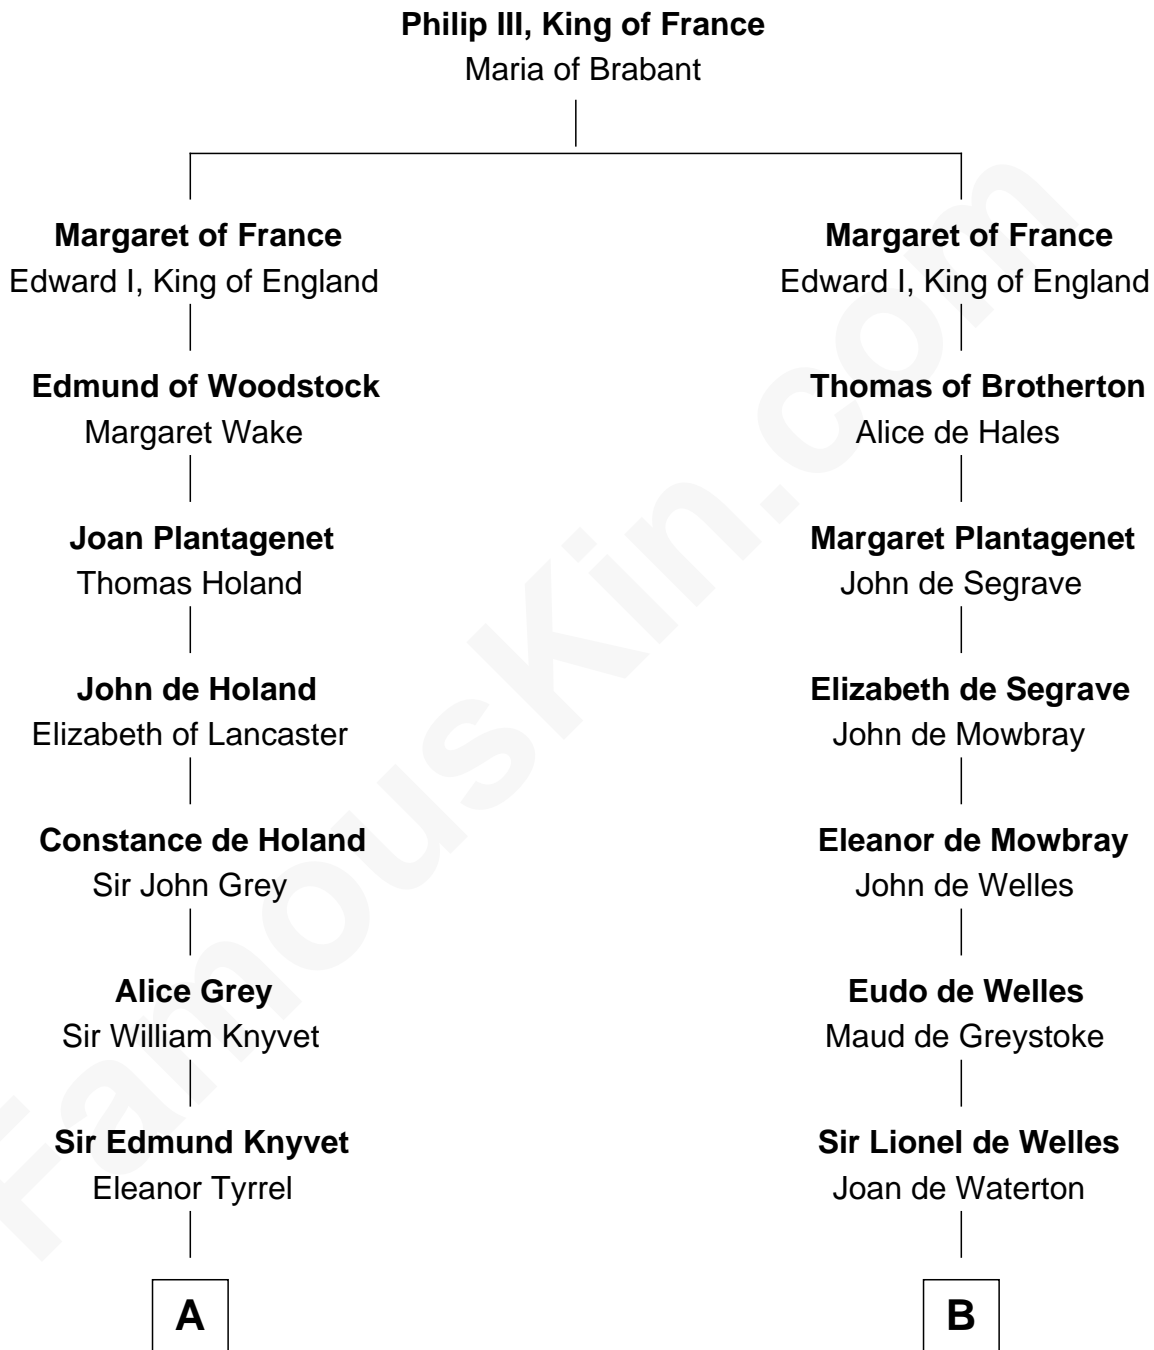 Philip III, King of France
Maria of Brabant
Margaret of France
Edward I, King of England
Edmund of Woodstock
Margaret Wake
Joan Plantagenet
Thomas Holand
John de Holand
Elizabeth of Lancaster
Constance de Holand
Sir John Grey
Alice Grey
Sir William Knyvet
Sir Edmund Knyvet
Eleanor Tyrrel
A
Margaret of France
Edward I, King of England
Thomas of Brotherton
Alice de Hales
Margaret Plantagenet
John de Segrave
Elizabeth de Segrave
John de Mowbray
Eleanor de Mowbray
John de Welles
Eudo de Welles
Maud de Greystoke
Sir Lionel de Welles
Joan de Waterton
B
FamousKin.com